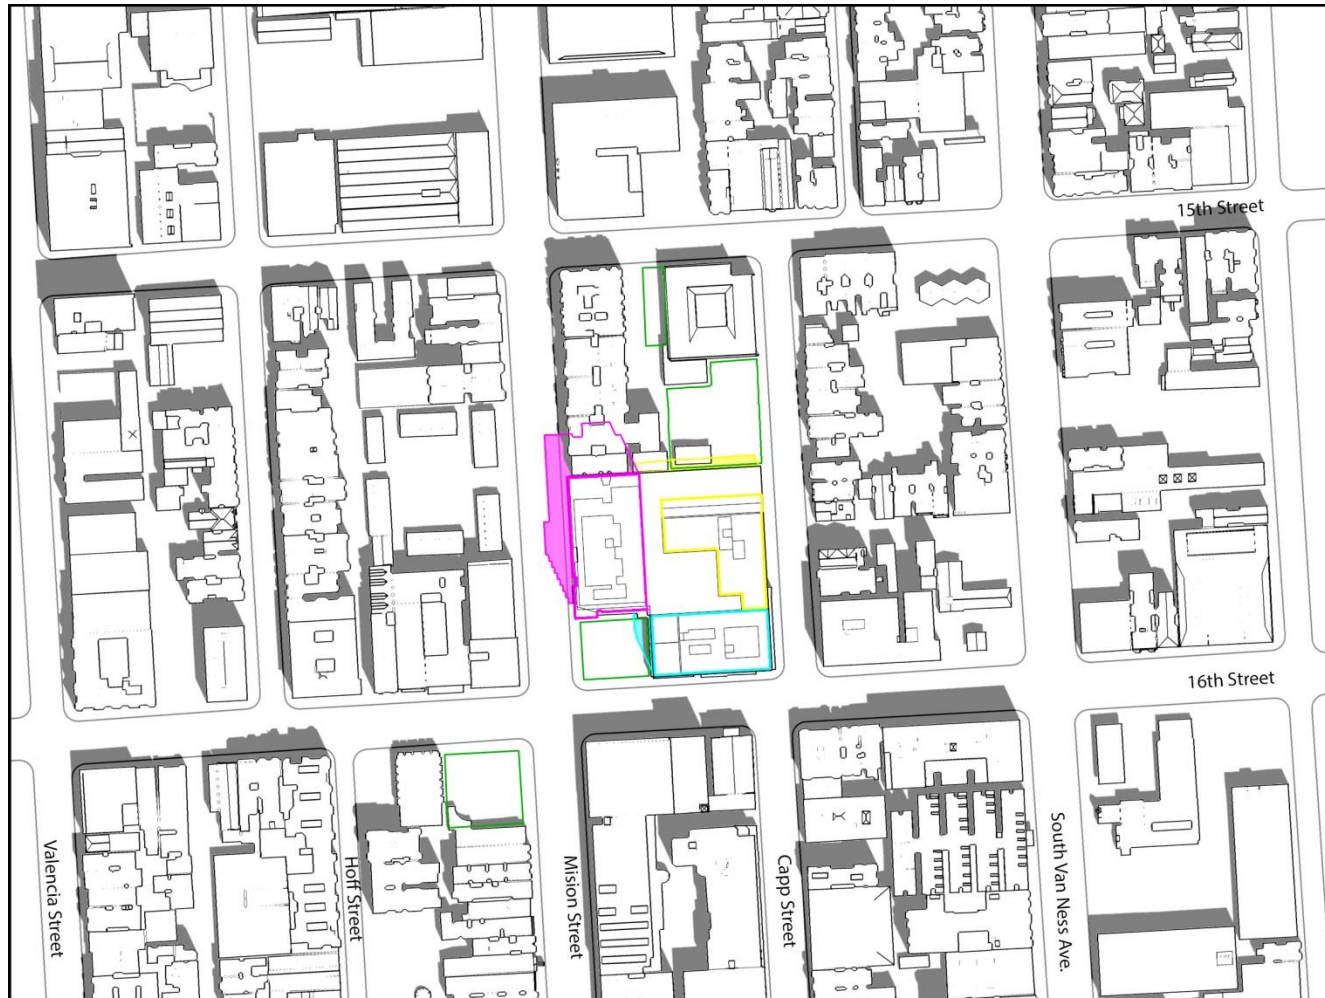 15th Street
16th Street
Valencia Street
Hoff Street
Mision Street
Capp Street
South Van Ness Ave.